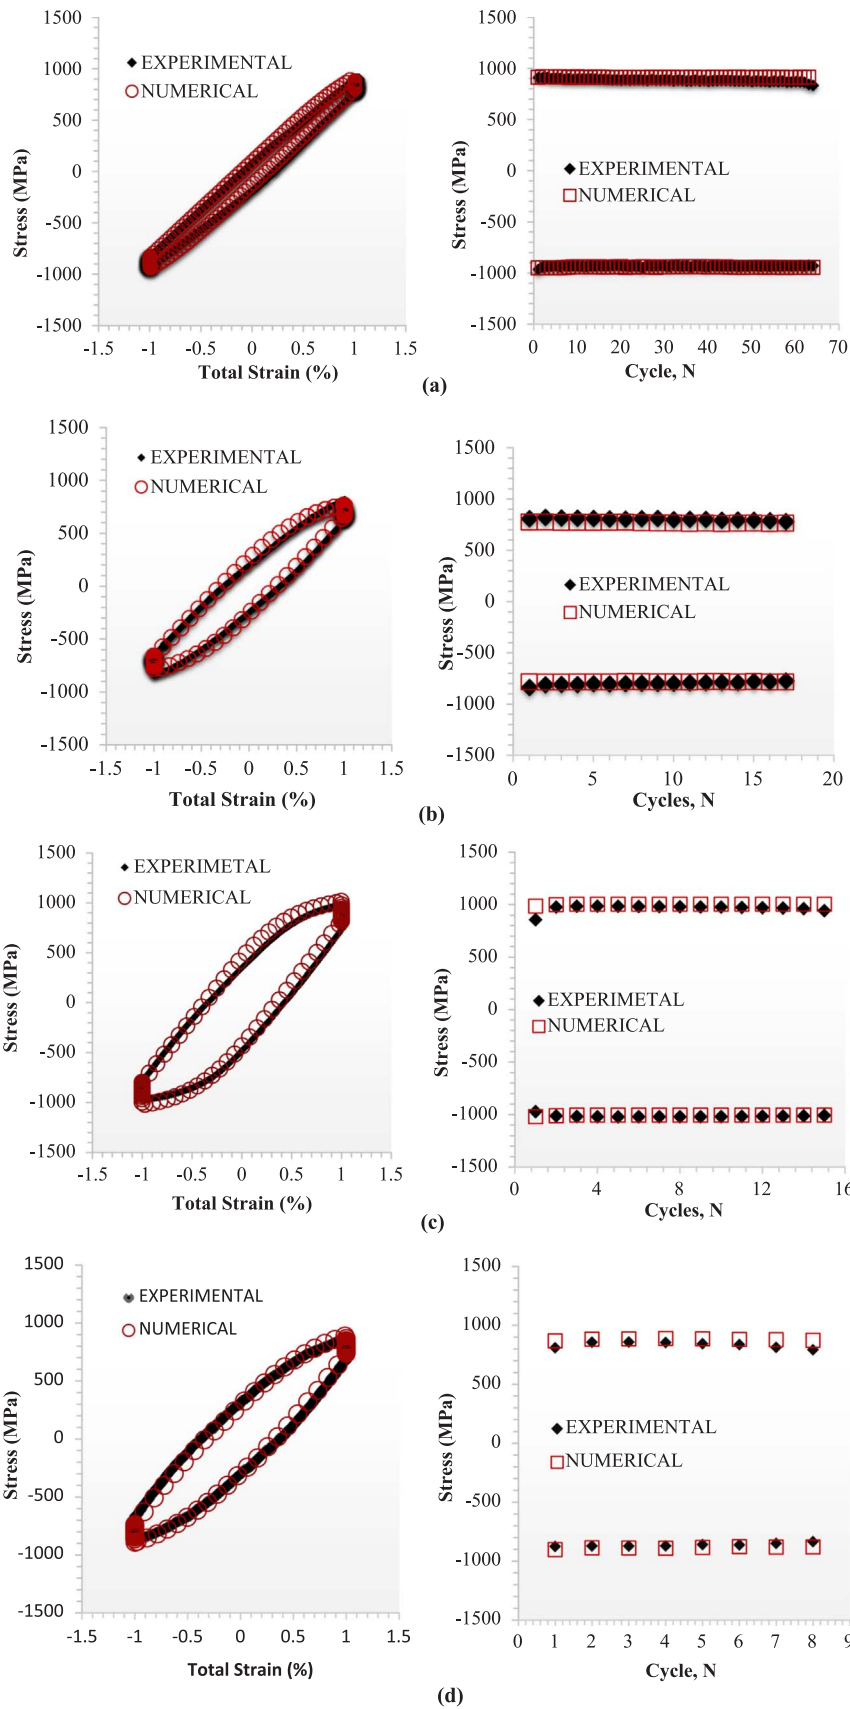 1500
1000
500
0
-500
-1000
-1500
Stress (MPa)
EXPERIMENTAL
NUMERICAL
-1.5 -1 -0.5 0 0.5 1 1.5
Total Strain (%)
1500
1000
500
0
-500
-1000
-1500
Stress (MPa)
EXPERIMENTAL
NUMERICAL
0 10 20 30 40 50 60 70
Cycle, N
(a)
1500
1000
500
0
-500
-1000
-1500
Stress (MPa)
EXPERIMENTAL
NUMERICAL
-1.5 -1 -0.5 0 0.5 1 1.5
Total Strain (%)
1500
1000
500
0
-500
-1000
-1500
Stress (MPa)
EXPERIMENTAL
NUMERICAL
0 5 10 15 20
Cycles, N
(b)
1500
1000
500
0
-500
-1000
-1500
Stress (MPa)
EXPERIMETAL
NUMERICAL
-1.5 -1 -0.5 0 0.5 1 1.5
Total Strain (%)
1500
1000
500
0
-500
-1000
-1500
Stress (MPa)
EXPERIMETAL
NUMERICAL
0 4 8 12 16
Cycles, N
(c)
1500
1000
500
0
-500
-1000
-1500
Stress (MPa)
EXPERIMENTAL
NUMERICAL
-1.5 -1 -0.5 0 0.5 1 1.5
Total Strain (%)
1500
1000
500
0
-500
-1000
-1500
Stress (MPa)
EXPERIMENTAL
NUMERICAL
0 1 2 3 4 5 6 7 8 9
Cycle, N
(d)